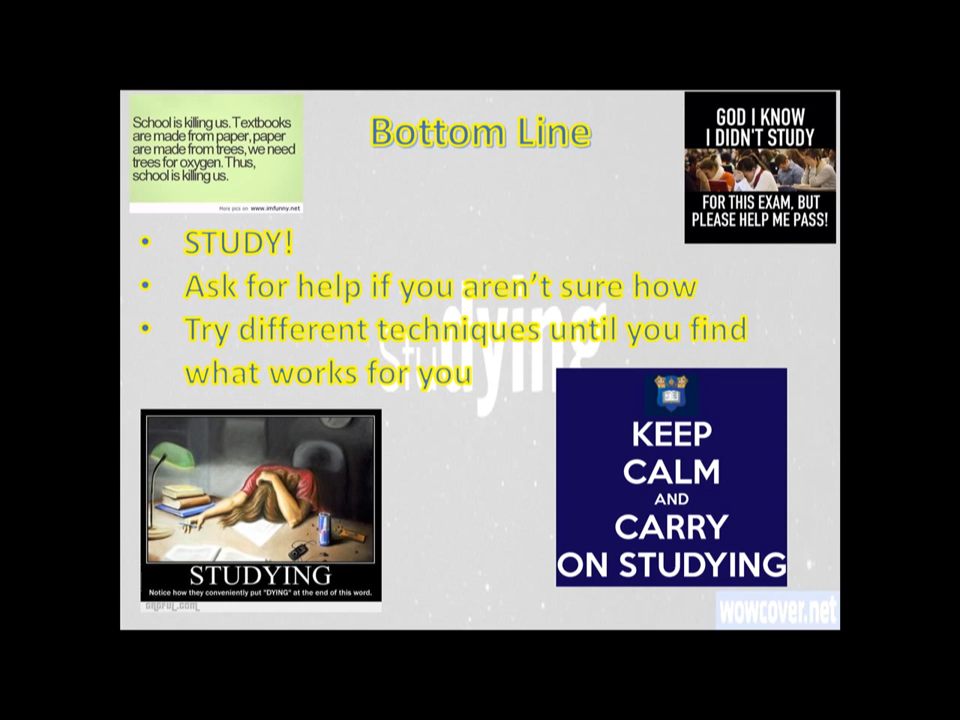 School is killing us. Textbooks
are made from paper, paper
are made from trees, we need
trees for oxygen. Thus,
school is killing us.
More pics on www.imfunny.net
Bottom Line
GOD I KNOW
I DIDN'T STUDY
FOR THIS EXAM, BUT
PLEASE HELP ME PASS!
• STUDY!
• Ask for help if you aren't sure how
• Try different techniques until you find
what works for you
Studying
STUDYING
Notice how they conveniently put "DYING" at the end of this word.
KEEP
CALM
AND
CARRY
ON STUDYING
wowcover.net